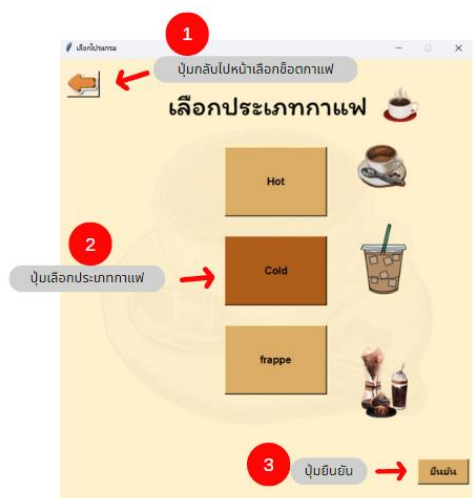 1
เลือกโปรแกรม
ปุ่มกลับไปหน้าเลือกช็อตกาแฟ
เลือกประเภทกาแฟ
Hot
2
ปุ่มเลือกประเภทกาแฟ
Cold
frappe
3
ปุ่มยืนยัน
ยืนยัน